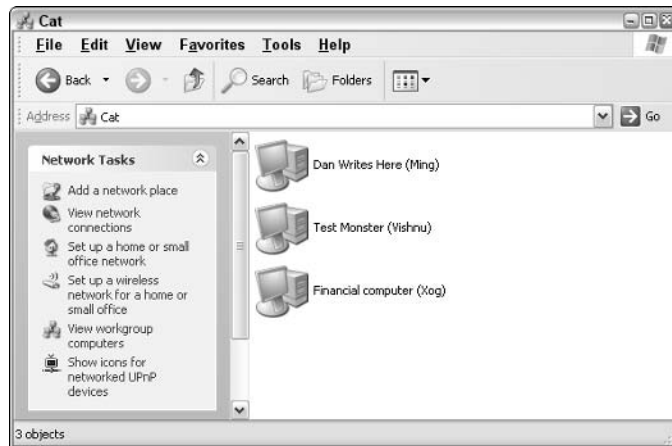 Cat
File Edit View Favorites Tools Help
Back Search Folders
Address Cat Go
Network Tasks
Add a network place
View network
connections
Set up a home or small
office network
Set up a wireless
network for a home or
small office
View workgroup
computers
Show icons for
networked UPnP
devices
Dan Writes Here (Ming)
Test Monster (Vishnu)
Financial computer (Xog)
3 objects